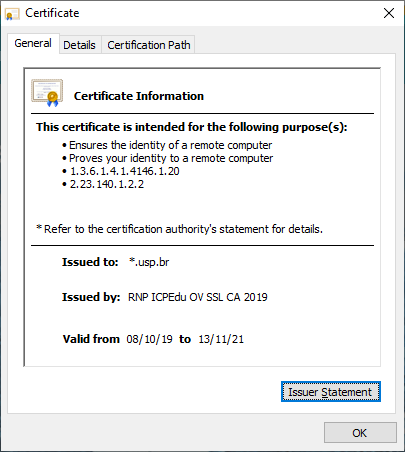 Certificate
General Details Certification Path
Certificate Information
This certificate is intended for the following purpose(s):
• Ensures the identity of a remote computer
• Proves your identity to a remote computer
• 1.3.6.1.4.1.4146.1.20
• 2.23.140.1.2.2
* Refer to the certification authority's statement for details.
Issued to: *.usp.br
Issued by: RNP ICPEdu OV SSL CA 2019
Valid from 08/10/19 to 13/11/21
Issuer Statement
OK